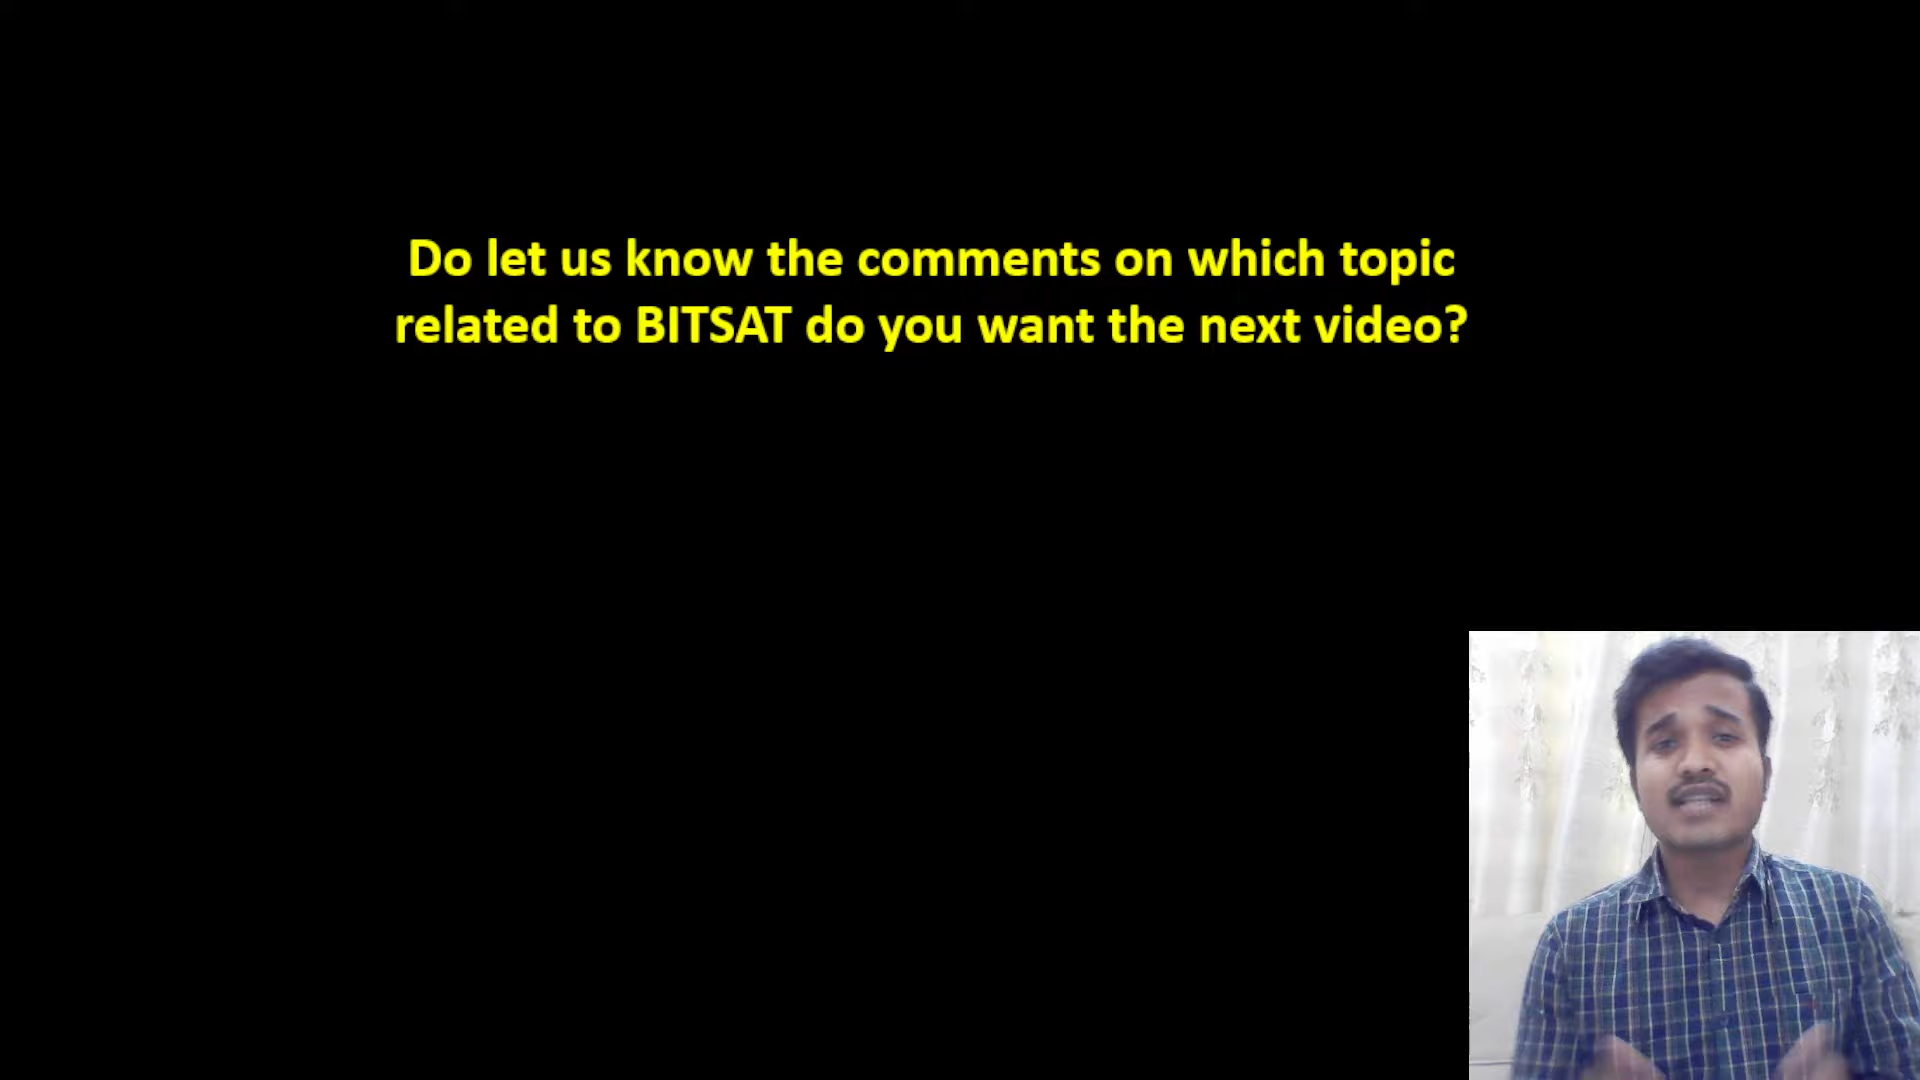 Do let us know the comments on which topic
related to BITSAT do you want the next video?